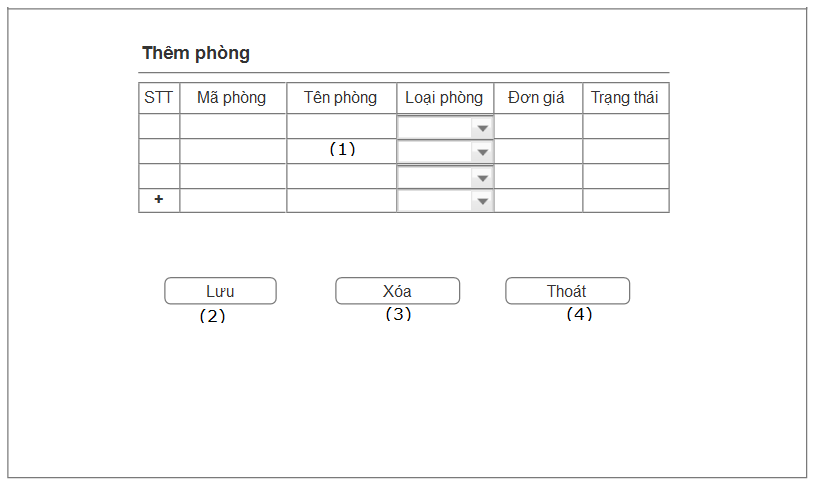 Thêm phòng
STT Mã phòng Tên phòng Loại phòng Đơn giá Trạng thái
(1)
+
Lưu Xóa Thoát
(2) (3) (4)